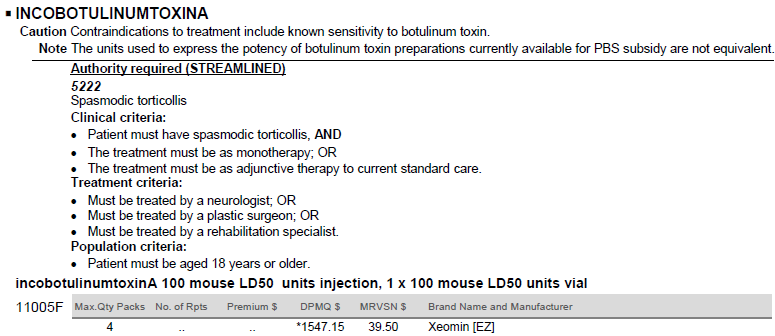 ▪ INCOBOTULINUMTOXINA
Caution Contraindications to treatment include known sensitivity to botulinum toxin.
Note The units used to express the potency of botulinum toxin preparations currently available for PBS subsidy are not equivalent.
Authority required (STREAMLINED)
5222
Spasmodic torticollis
Clinical criteria:
• Patient must have spasmodic torticollis, AND
• The treatment must be as monotherapy; OR
• The treatment must be as adjunctive therapy to current standard care.
Treatment criteria:
• Must be treated by a neurologist; OR
• Must be treated by a plastic surgeon; OR
• Must be treated by a rehabilitation specialist.
Population criteria:
• Patient must be aged 18 years or older.
incobotulinumtoxinA 100 mouse LD50 units injection, 1 x 100 mouse LD50 units vial
11005F Max.Qty Packs No. of Rpts Premium $ DPMQ $ MRVSN $ Brand Name and Manufacturer
4 .. .. *1547.15 39.50 Xeomin [EZ]